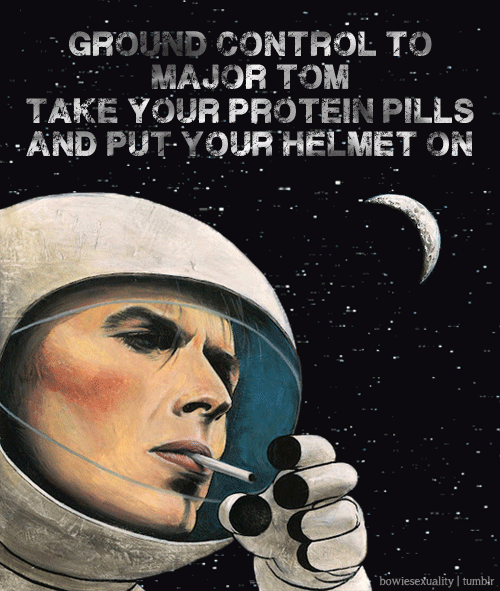 GROUND CONTROL TO
MAJOR TOM
TAKE YOUR PROTEIN PILLS
AND PUT YOUR HELMET ON
bowiesexuality | tumblr